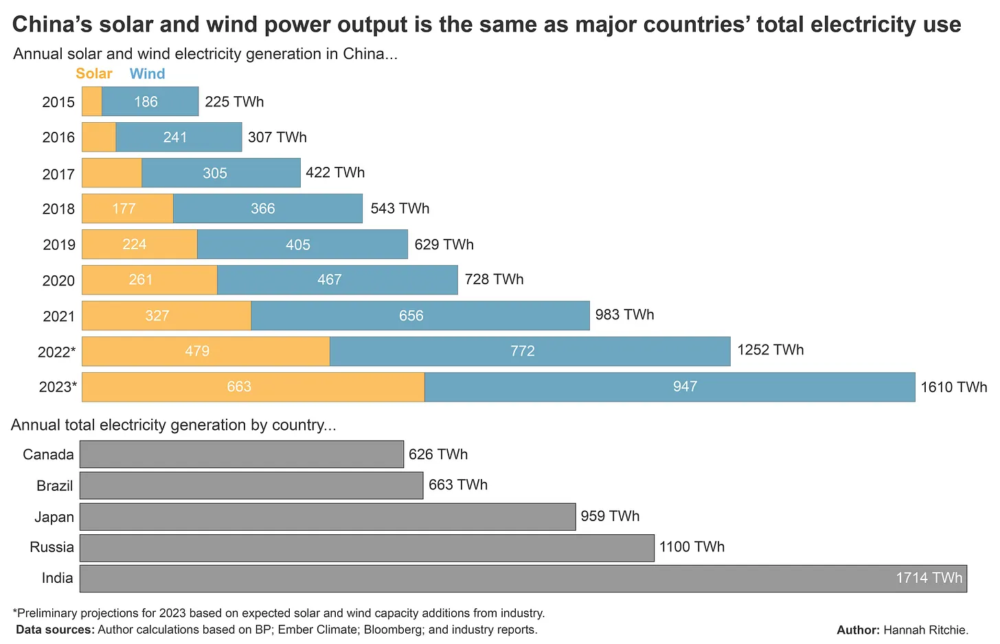 China’s solar and wind power output is the same as major countries’ total electricity use
Annual solar and wind electricity generation in China...
Solar Wind
2015 186 225 TWh
2016 241 307 TWh
2017 305 422 TWh
2018 177 366 543 TWh
2019 224 405 629 TWh
2020 261 467 728 TWh
2021 327 656 983 TWh
2022* 479 772 1252 TWh
2023* 663 947 1610 TWh
Annual total electricity generation by country...
Canada 626 TWh
Brazil 663 TWh
Japan 959 TWh
Russia 1100 TWh
India 1714 TWh
*Preliminary projections for 2023 based on expected solar and wind capacity additions from industry.
Data sources: Author calculations based on BP; Ember Climate; Bloomberg; and industry reports. Author: Hannah Ritchie.